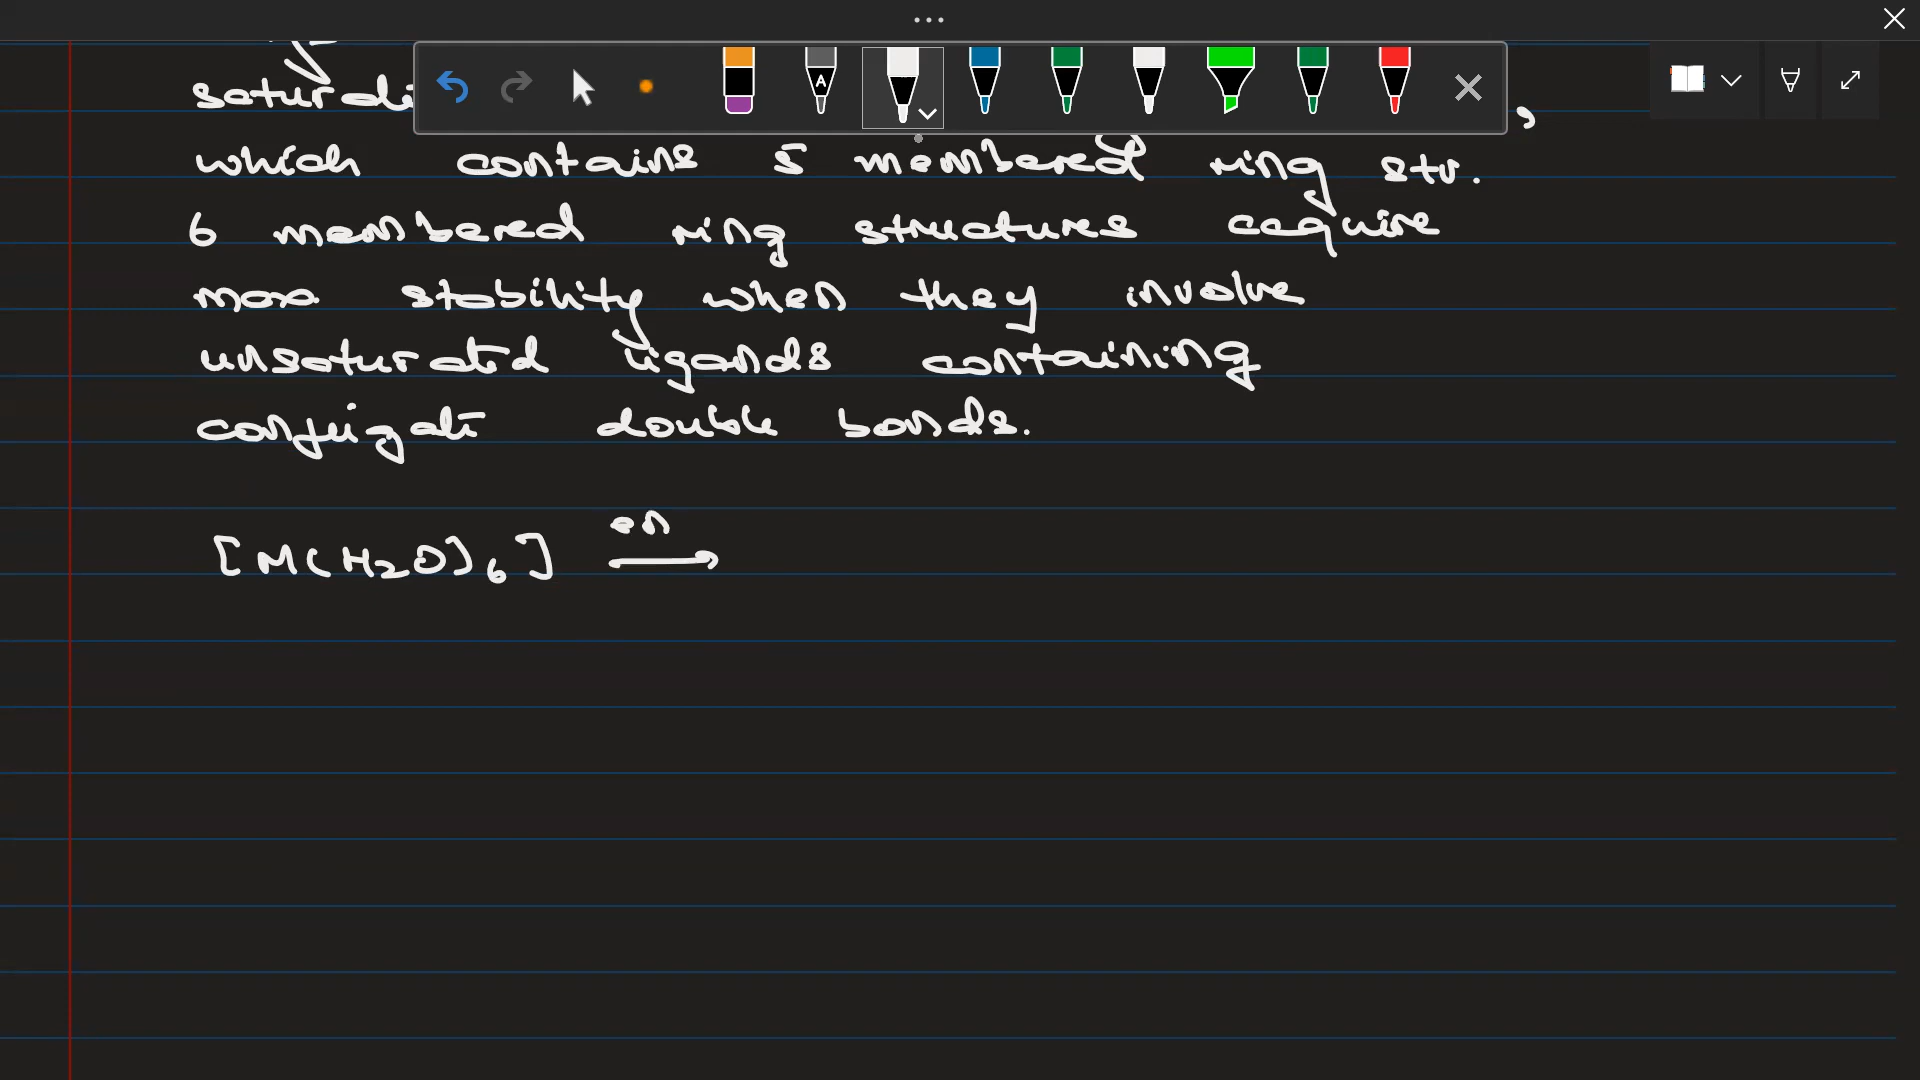 which contains 5 membered ring str.
6 membered ring structures acquire
more stability when they involve
unsaturated ligands containing
conjugate double bonds.
en
[M(H₂O)₆] ⟶